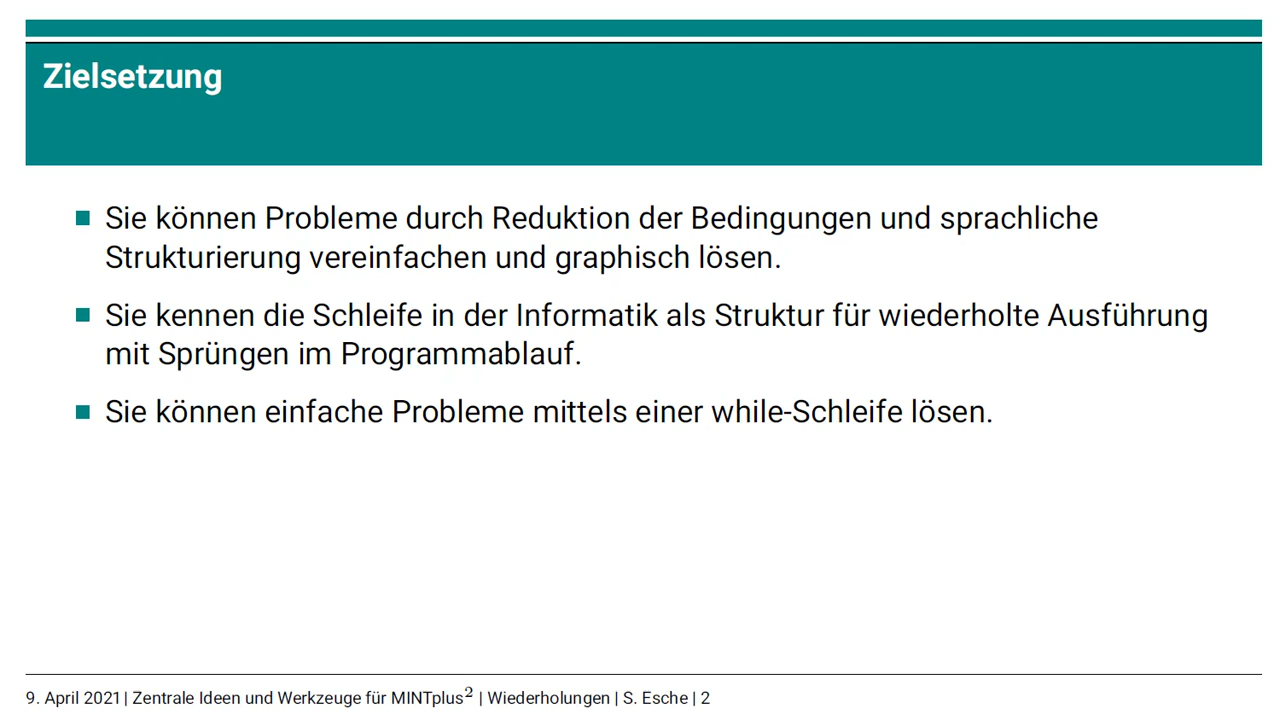 Zielsetzung
Sie können Probleme durch Reduktion der Bedingungen und sprachliche
Strukturierung vereinfachen und graphisch lösen.
Sie kennen die Schleife in der Informatik als Struktur für wiederholte Ausführung
mit Sprüngen im Programmablauf.
Sie können einfache Probleme mittels einer while-Schleife lösen.
9. April 2021 | Zentrale Ideen und Werkzeuge für MINTplus² | Wiederholungen | S. Esche | 2